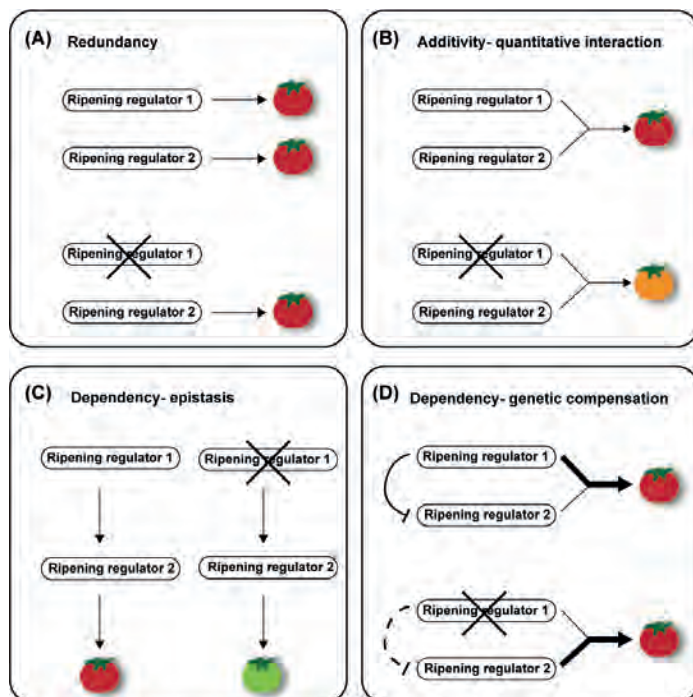 (A) Redundancy
Ripening regulator 1
Ripening regulator 2
Ripening regulator 1
Ripening regulator 2
(B) Additivity- quantitative interaction
Ripening regulator 1
Ripening regulator 2
Ripening regulator 1
Ripening regulator 2
(C) Dependency- epistasis
Ripening regulator 1
Ripening regulator 1
Ripening regulator 2
Ripening regulator 2
(D) Dependency- genetic compensation
Ripening regulator 1
Ripening regulator 2
Ripening regulator 1
Ripening regulator 2